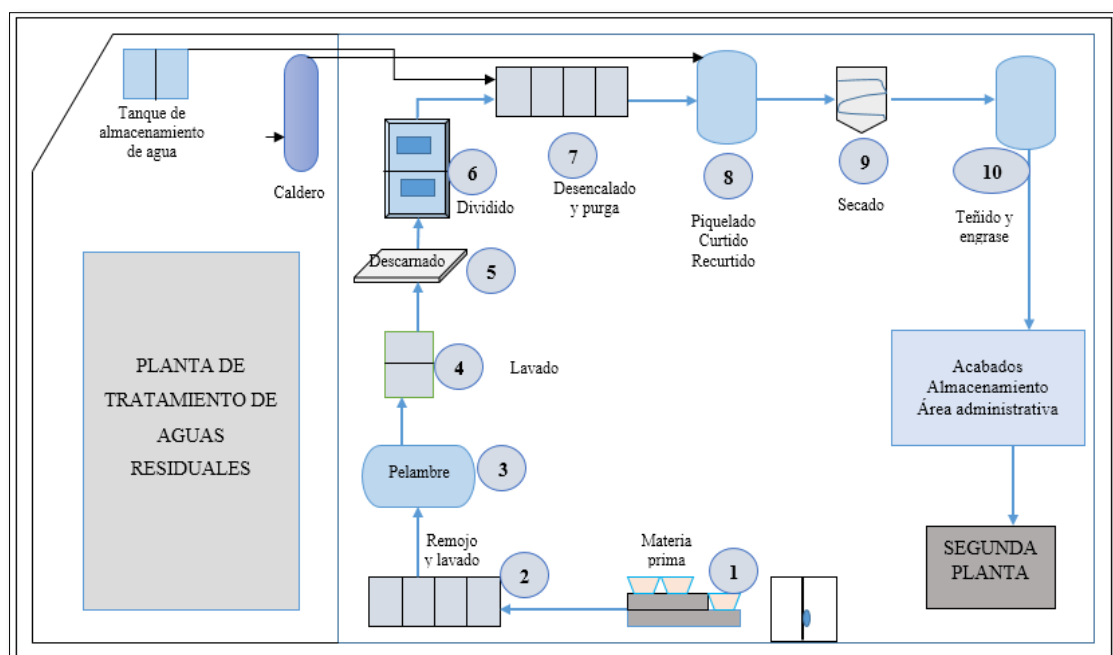 Tanque de
almacenamiento
de agua
Caldero
6
Dividido
7
Desencalado
y purga
8
Piquelado
Curtido
Recurtido
9
Secado
10
Teñido y
engrase
Descarnado
5
4
Lavado
PLANTA DE
TRATAMIENTO DE
AGUAS
RESIDUALES
Acabados
Almacenamiento
Área administrativa
Pelambre
3
Remojo
y lavado
2
Materia
prima
1
SEGUNDA
PLANTA